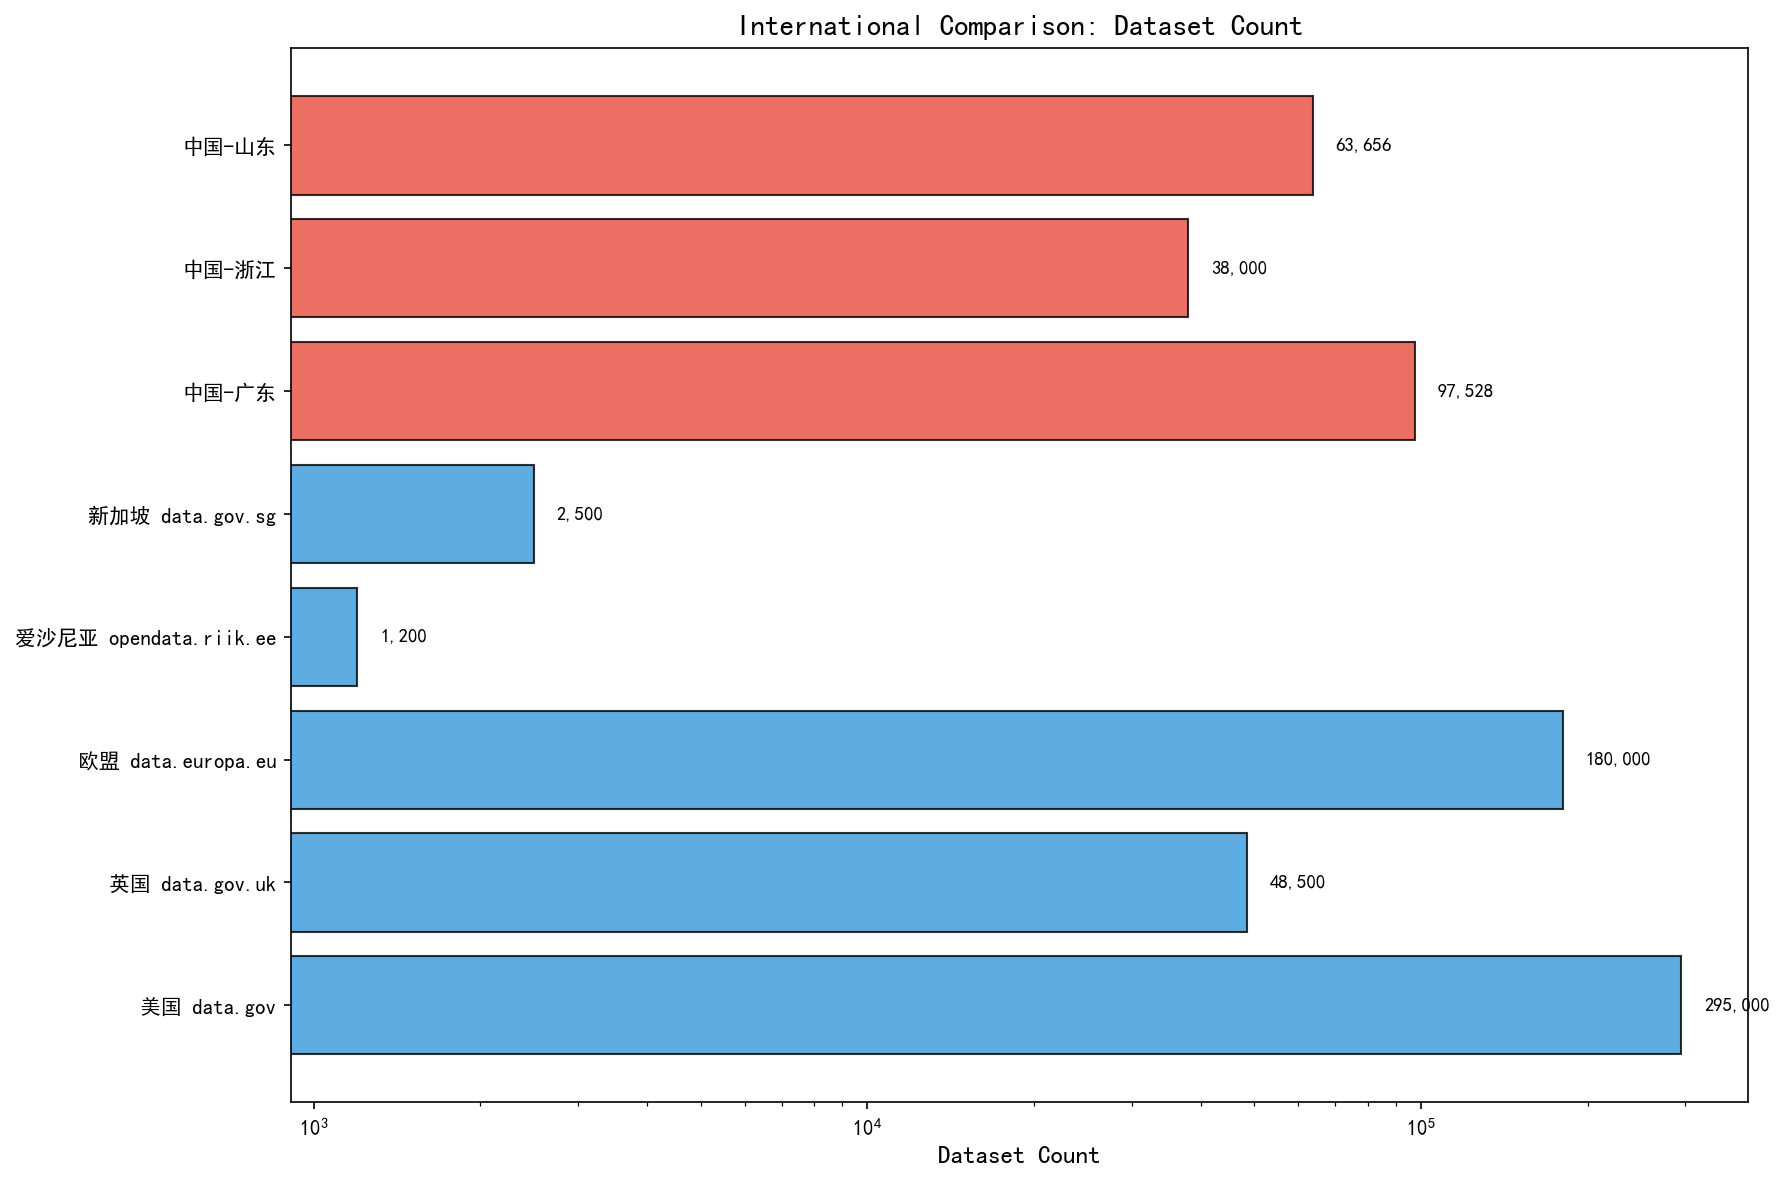 International Comparison: Dataset Count
中国-山东
63,656
中国-浙江
38,000
中国-广东
97,528
新加坡 data.gov.sg
2,500
爱沙尼亚 opendata.riik.ee
1,200
欧盟 data.europa.eu
180,000
英国 data.gov.uk
48,500
美国 data.gov
295,000
10³ 10⁴ 10⁵
Dataset Count